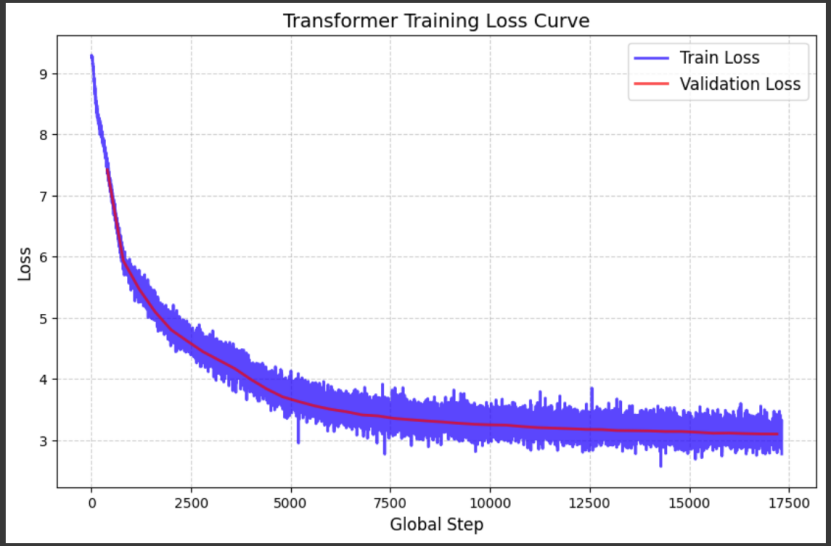 Transformer Training Loss Curve
Train Loss
Validation Loss
9
8
7
6
5
4
3
Loss
0 2500 5000 7500 10000 12500 15000 17500
Global Step